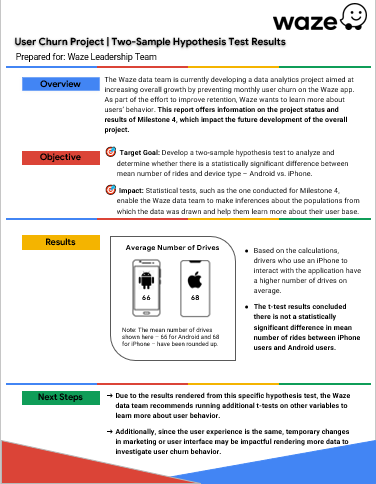 waze
User Churn Project | Two-Sample Hypothesis Test Results
Prepared for: Waze Leadership Team
Overview
The Waze data team is currently developing a data analytics project aimed at
increasing overall growth by preventing monthly user churn on the Waze app.
As part of the effort to improve retention, Waze wants to learn more about
users' behavior. This report offers information on the project status and
results of Milestone 4, which impact the future development of the overall
project.
Objective
Target Goal: Develop a two-sample hypothesis test to analyze and
determine whether there is a statistically significant difference between
mean number of rides and device type – Android vs. iPhone.
Impact: Statistical tests, such as the one conducted for Milestone 4,
enable the Waze data team to make inferences about the populations from
which the data was drawn and help them learn more about their user base.
Results
Average Number of Drives
66
68
Note: The mean number of drives
shown here – 66 for Android and 68
for iPhone – have been rounded up.
● Based on the calculations,
drivers who use an iPhone to
interact with the application have
a higher number of drives on
average.
● The t-test results concluded
there is not a statistically
significant difference in mean
number of rides between iPhone
users and Android users.
Next Steps
→ Due to the results rendered from this specific hypothesis test, the Waze
data team recommends running additional t-tests on other variables to
learn more about user behavior.
→ Additionally, since the user experience is the same, temporary changes
in marketing or user interface may be impactful rendering more data to
investigate user churn behavior.